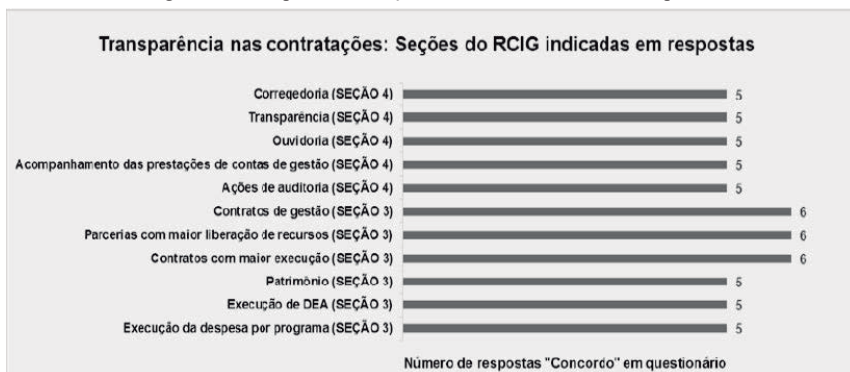 Transparência nas contratações: Seções do RCIG indicadas em respostas
Corregedoria (SEÇÃO 4) 5
Transparência (SEÇÃO 4) 5
Ouvidoria (SEÇÃO 4) 5
Acompanhamento das prestações de contas de gestão (SEÇÃO 4) 5
Ações de auditoria (SEÇÃO 4) 5
Contratos de gestão (SEÇÃO 3) 6
Parcerias com maior liberação de recursos (SEÇÃO 3) 6
Contratos com maior execução (SEÇÃO 3) 6
Patrimônio (SEÇÃO 3) 5
Execução de DEA (SEÇÃO 3) 5
Execução da despesa por programa (SEÇÃO 3) 5
Número de respostas "Concordo" em questionário